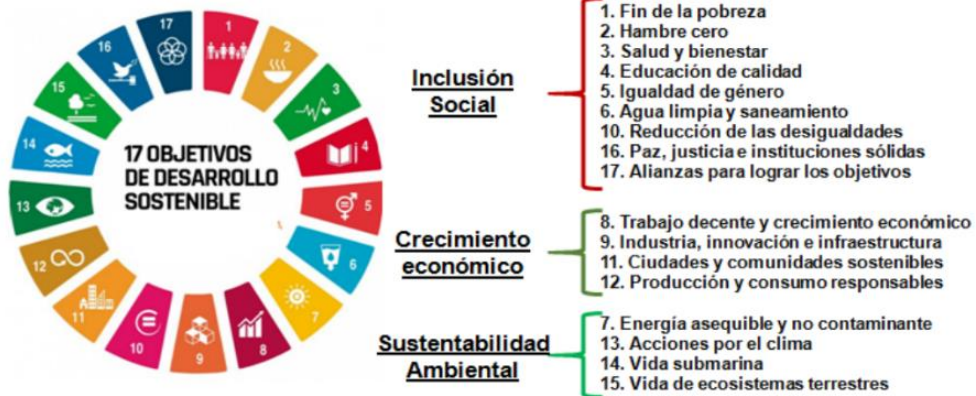 17 OBJETIVOS
DE DESARROLLO
SOSTENIBLE
1
2
3
4
5
6
7
8
9
10
11
12
13
14
15
16
17
Inclusión
Social
1. Fin de la pobreza
2. Hambre cero
3. Salud y bienestar
4. Educación de calidad
5. Igualdad de género
6. Agua limpia y saneamiento
10. Reducción de las desigualdades
16. Paz, justicia e instituciones sólidas
17. Alianzas para lograr los objetivos
Crecimiento
económico
8. Trabajo decente y crecimiento económico
9. Industria, innovación e infraestructura
11. Ciudades y comunidades sostenibles
12. Producción y consumo responsables
Sustentabilidad
Ambiental
7. Energía asequible y no contaminante
13. Acciones por el clima
14. Vida submarina
15. Vida de ecosistemas terrestres